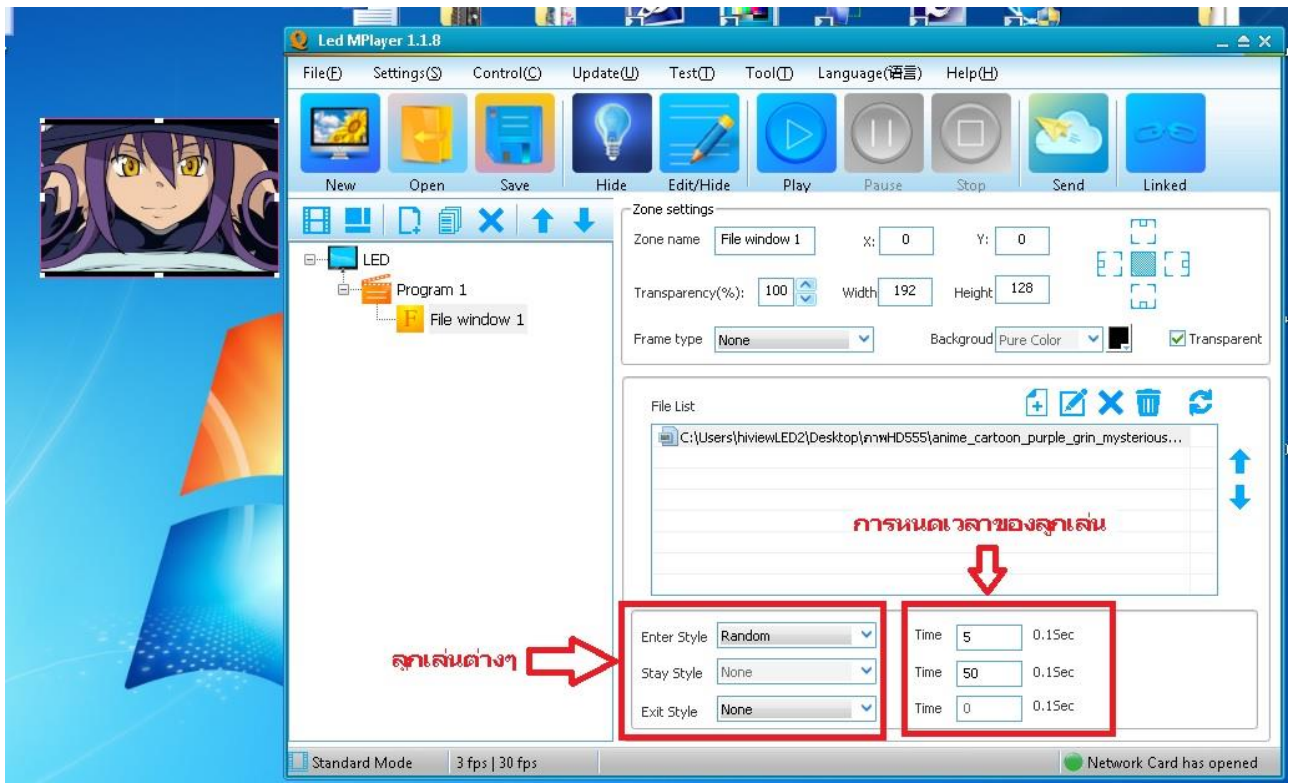 Led MPlayer 1.1.8
File(F) Settings(S) Control(C) Update(U) Test(T) Tool(T) Language(语言) Help(H)
New Open Save Hide Edit/Hide Play Pause Stop Send Linked
Zone settings
Zone name File window 1 X: 0 Y: 0
Transparency(%): 100 Width 192 Height 128
Frame type None Backgroud Pure Color Transparent
LED
Program 1
F File window 1
File List
C:\Users\hiviewLED2\Desktop\ภาพHD555\anime_cartoon_purple_grin_mysterious...
การหนดเวลาของลูกเล่น
ลูกเล่นต่างๆ
Enter Style Random Time 5 0.1Sec
Stay Style None Time 50 0.1Sec
Exit Style None Time 0 0.1Sec
Standard Mode 3 fps | 30 fps Network Card has opened